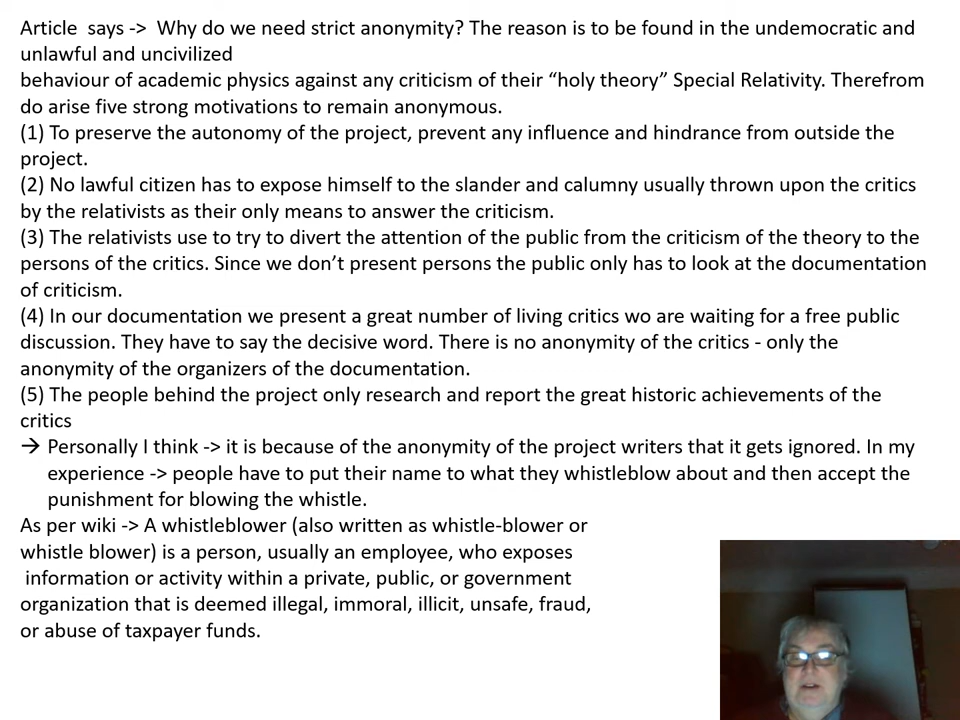 Article  says ->  Why do we need strict anonymity? The reason is to be found in the undemocratic and
unlawful and uncivilized
behaviour of academic physics against any criticism of their “holy theory” Special Relativity. Therefrom
do arise five strong motivations to remain anonymous.
(1) To preserve the autonomy of the project, prevent any influence and hindrance from outside the
project.
(2) No lawful citizen has to expose himself to the slander and calumny usually thrown upon the critics
by the relativists as their only means to answer the criticism.
(3) The relativists use to try to divert the attention of the public from the criticism of the theory to the
persons of the critics. Since we don’t present persons the public only has to look at the documentation
of criticism.
(4) In our documentation we present a great number of living critics wo are waiting for a free public
discussion. They have to say the decisive word. There is no anonymity of the critics - only the
anonymity of the organizers of the documentation.
(5) The people behind the project only research and report the great historic achievements of the
critics
→ Personally I think -> it is because of the anonymity of the project writers that it gets ignored. In my
experience -> people have to put their name to what they whistleblow about and then accept the
punishment for blowing the whistle.
As per wiki -> A whistleblower (also written as whistle-blower or
whistle blower) is a person, usually an employee, who exposes
information or activity within a private, public, or government
organization that is deemed illegal, immoral, illicit, unsafe, fraud,
or abuse of taxpayer funds.